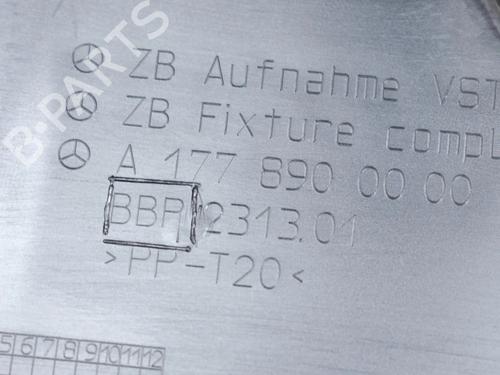 B-PARTS
ZB Aufnahme VST
ZB Fixture compl
A 177 890 00 00
BBP 2313.01
>PP-T20<
5 6 7 8 9 10 11 12